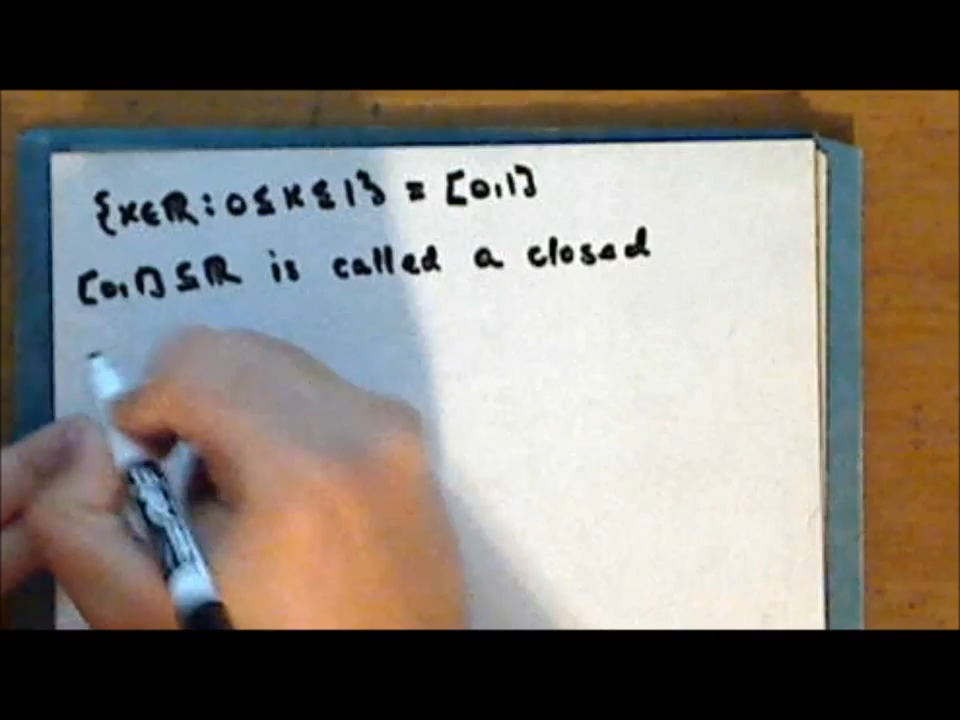 {x∈ℝ : 0 ≤ x ≤ 1} = [0,1]
[0,1] ⊆ ℝ is called a closed